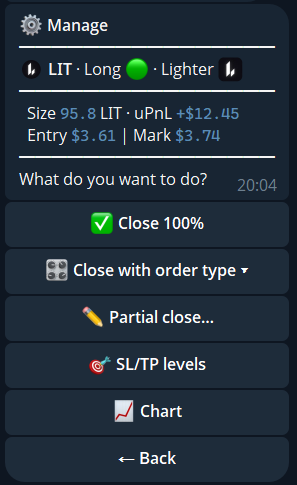 ⚙️ Manage
LIT · Long 🟢 · Lighter
Size 95.8 LIT · uPnL +$12.45
Entry $3.61 | Mark $3.74
What do you want to do?
20:04
✅ Close 100%
🎛️ Close with order type ▾
✏️ Partial close...
🎯 SL/TP levels
📈 Chart
← Back